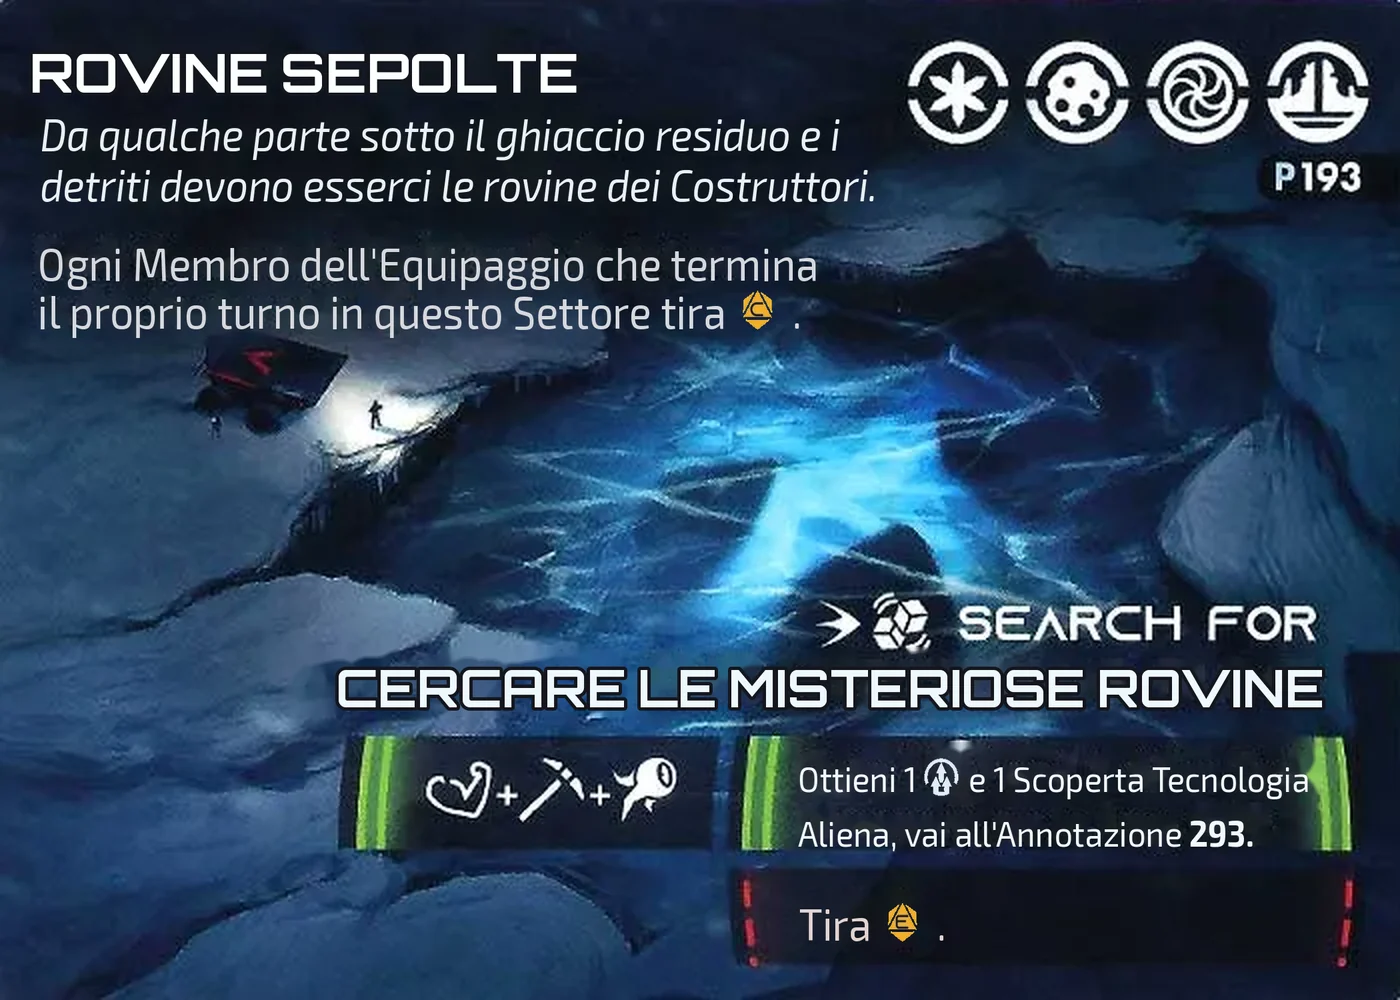 ROVINE SEPOLTE
Da qualche parte sotto il ghiaccio residuo e i
detriti devono esserci le rovine dei Costruttori.
P193
Ogni Membro dell'Equipaggio che termina
il proprio turno in questo Settore tira C .
SEARCH FOR
CERCARE LE MISTERIOSE ROVINE
++
Ottieni 1 e 1 Scoperta Tecnologia
Aliena, vai all'Annotazione 293.
Tira E .